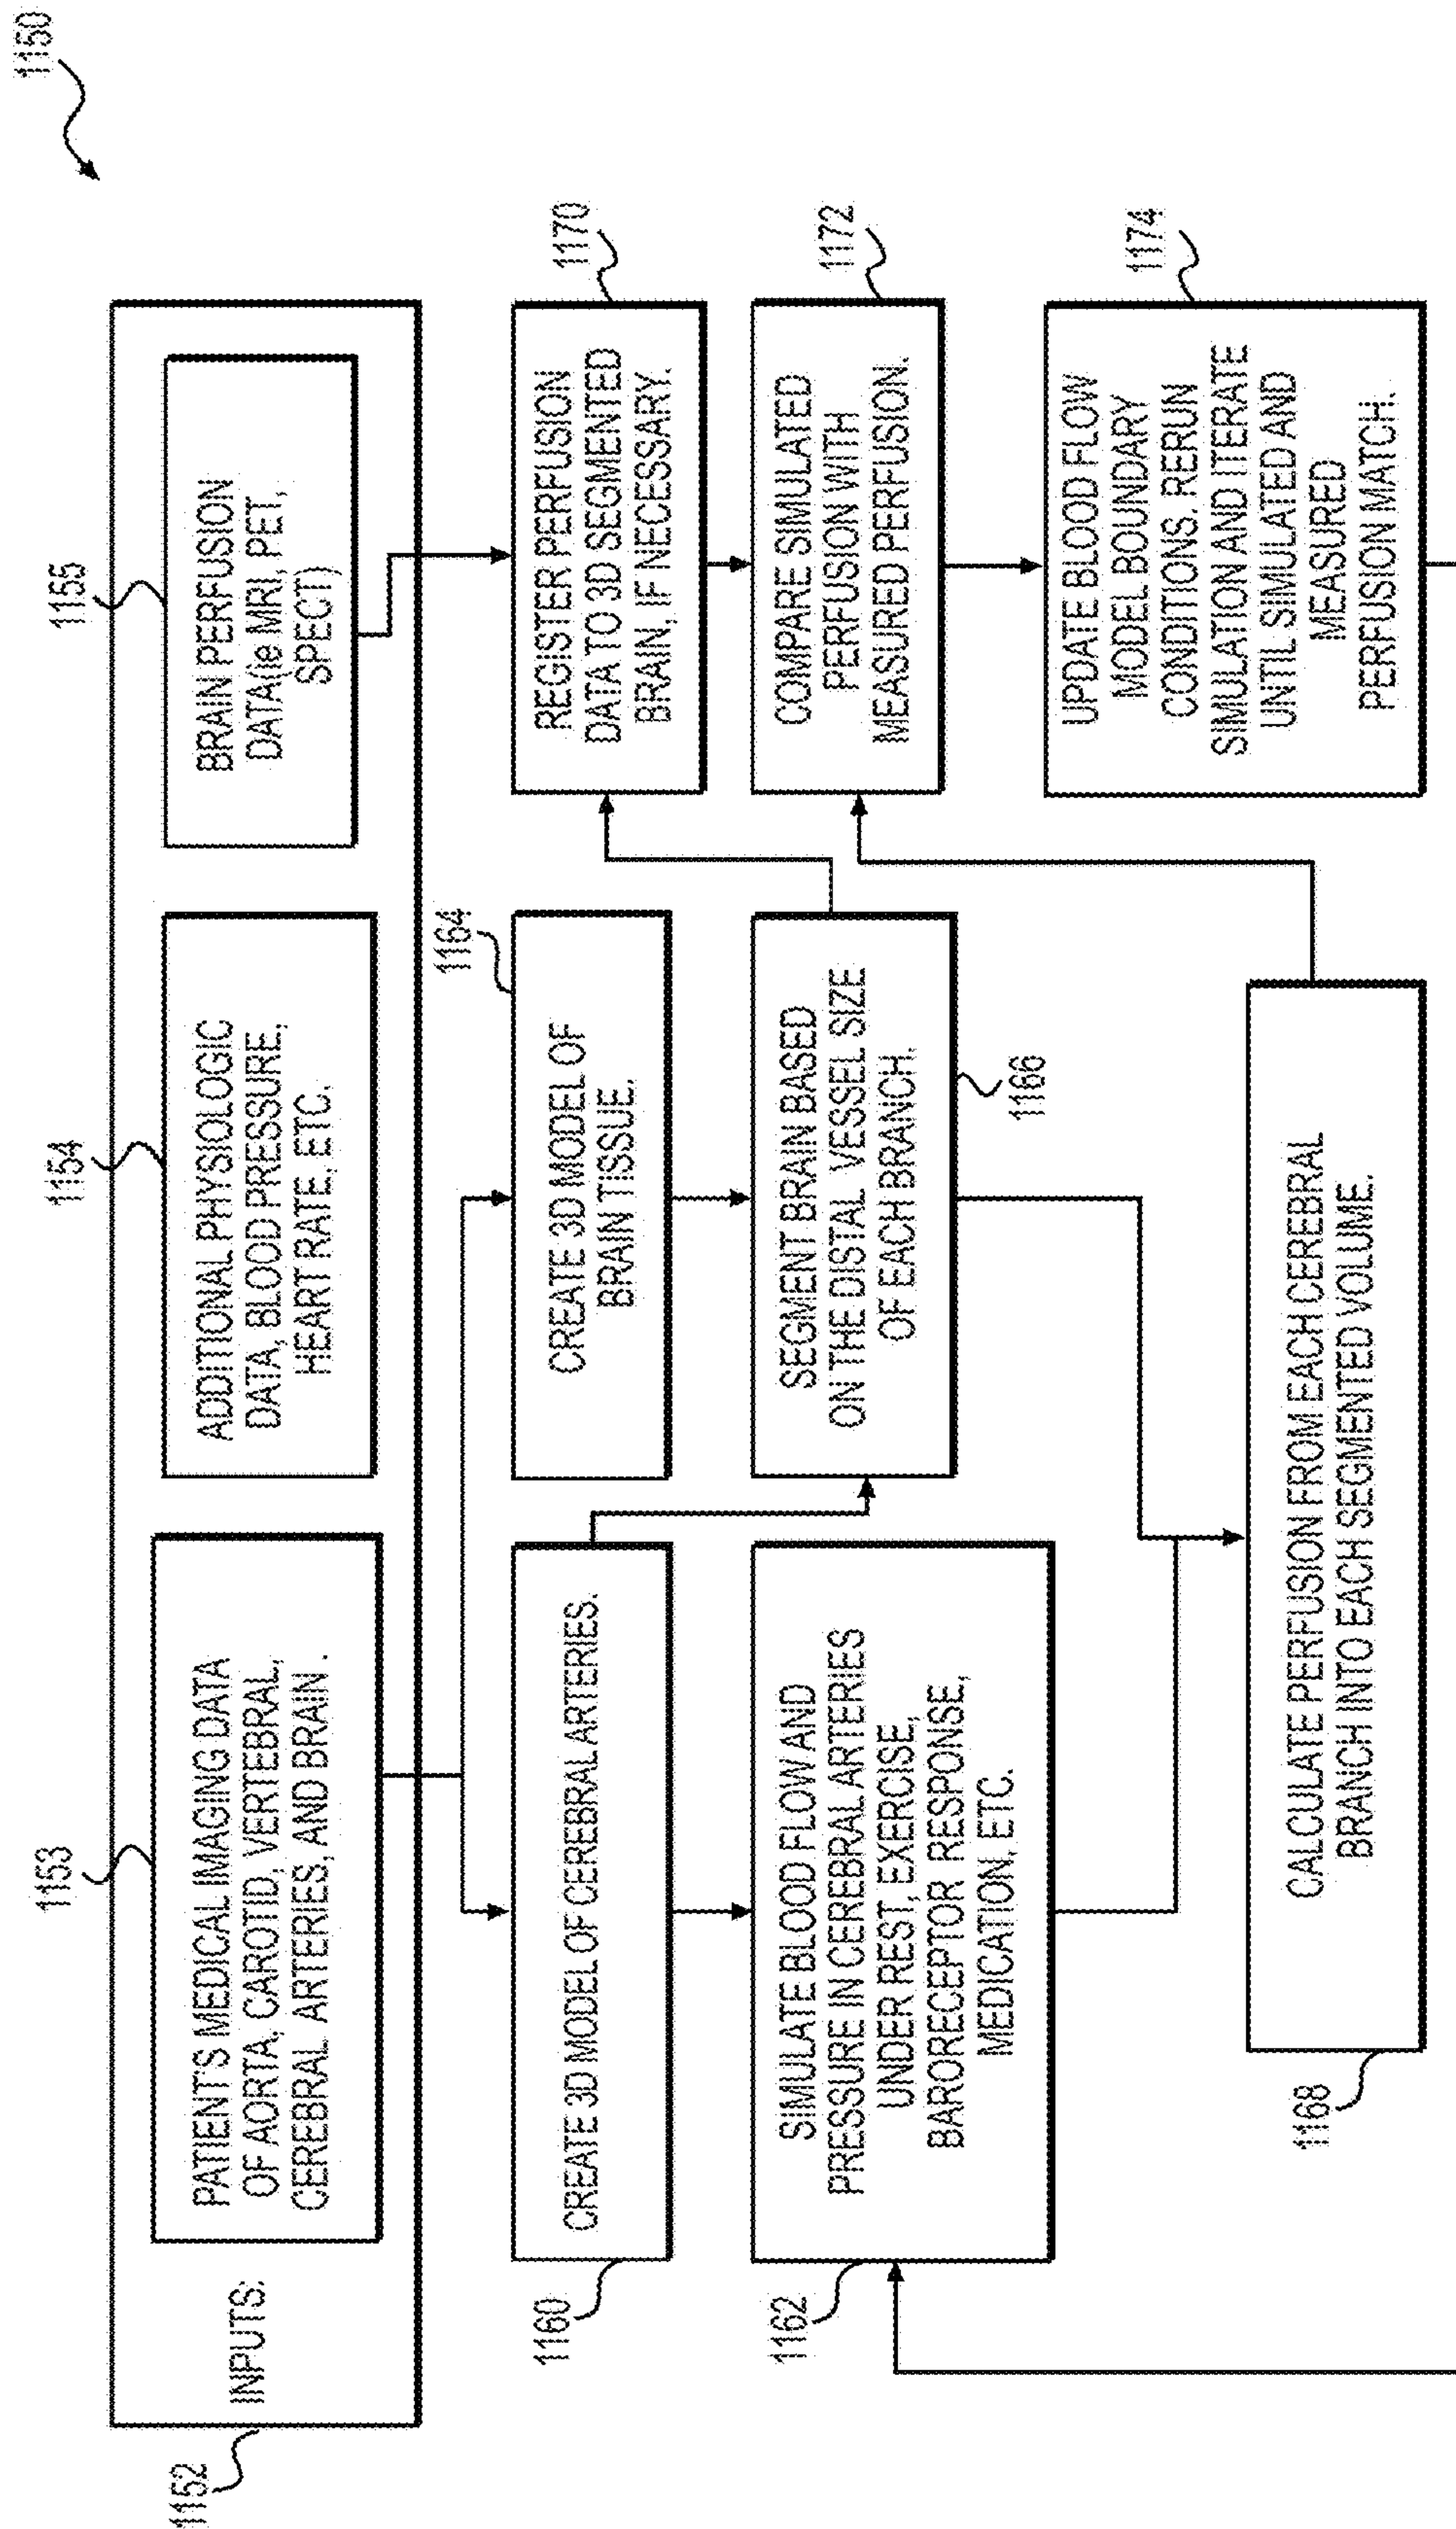 1150
1152
INPUTS:
1153
PATIENT'S MEDICAL IMAGING DATA
OF AORTA, CAROTID, VERTEBRAL,
CEREBRAL ARTERIES, AND BRAIN.
1154
ADDITIONAL PHYSIOLOGIC
DATA, BLOOD PRESSURE,
HEART RATE, ETC.
1155
BRAIN PERFUSION
DATA(ie MRI, PET,
SPECT)
1160
CREATE 3D MODEL OF CEREBRAL ARTERIES.
1164
CREATE 3D MODEL OF
BRAIN TISSUE.
1170
REGISTER PERFUSION
DATA TO 3D SEGMENTED
BRAIN, IF NECESSARY.
1162
SIMULATE BLOOD FLOW AND
PRESSURE IN CEREBRAL ARTERIES
UNDER REST, EXERCISE,
BARORECEPTOR RESPONSE,
MEDICATION, ETC.
SEGMENT BRAIN BASED
ON THE DISTAL VESSEL SIZE
OF EACH BRANCH.
1166
1172
COMPARE SIMULATED
PERFUSION WITH
MEASURED PERFUSION.
1168
CALCULATE PERFUSION FROM EACH CEREBRAL
BRANCH INTO EACH SEGMENTED VOLUME.
1174
UPDATE BLOOD FLOW
MODEL BOUNDARY
CONDITIONS. RERUN
SIMULATION AND ITERATE
UNTIL SIMULATED AND
MEASURED
PERFUSION MATCH.